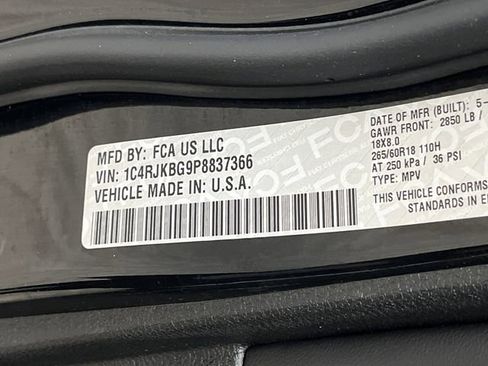 MFD BY: FCA US LLC
VIN: 1C4RJKBG9P8837366
VEHICLE MADE IN: U.S.A.
DATE OF MFR (BUILT): 5-
GAWR FRONT: 2850 LB /
18X8.0
265/60R18 110H
AT 250 kPa / 36 PSI
TYPE: MPV
THIS VEHICLE CONFORMS
STANDARDS IN